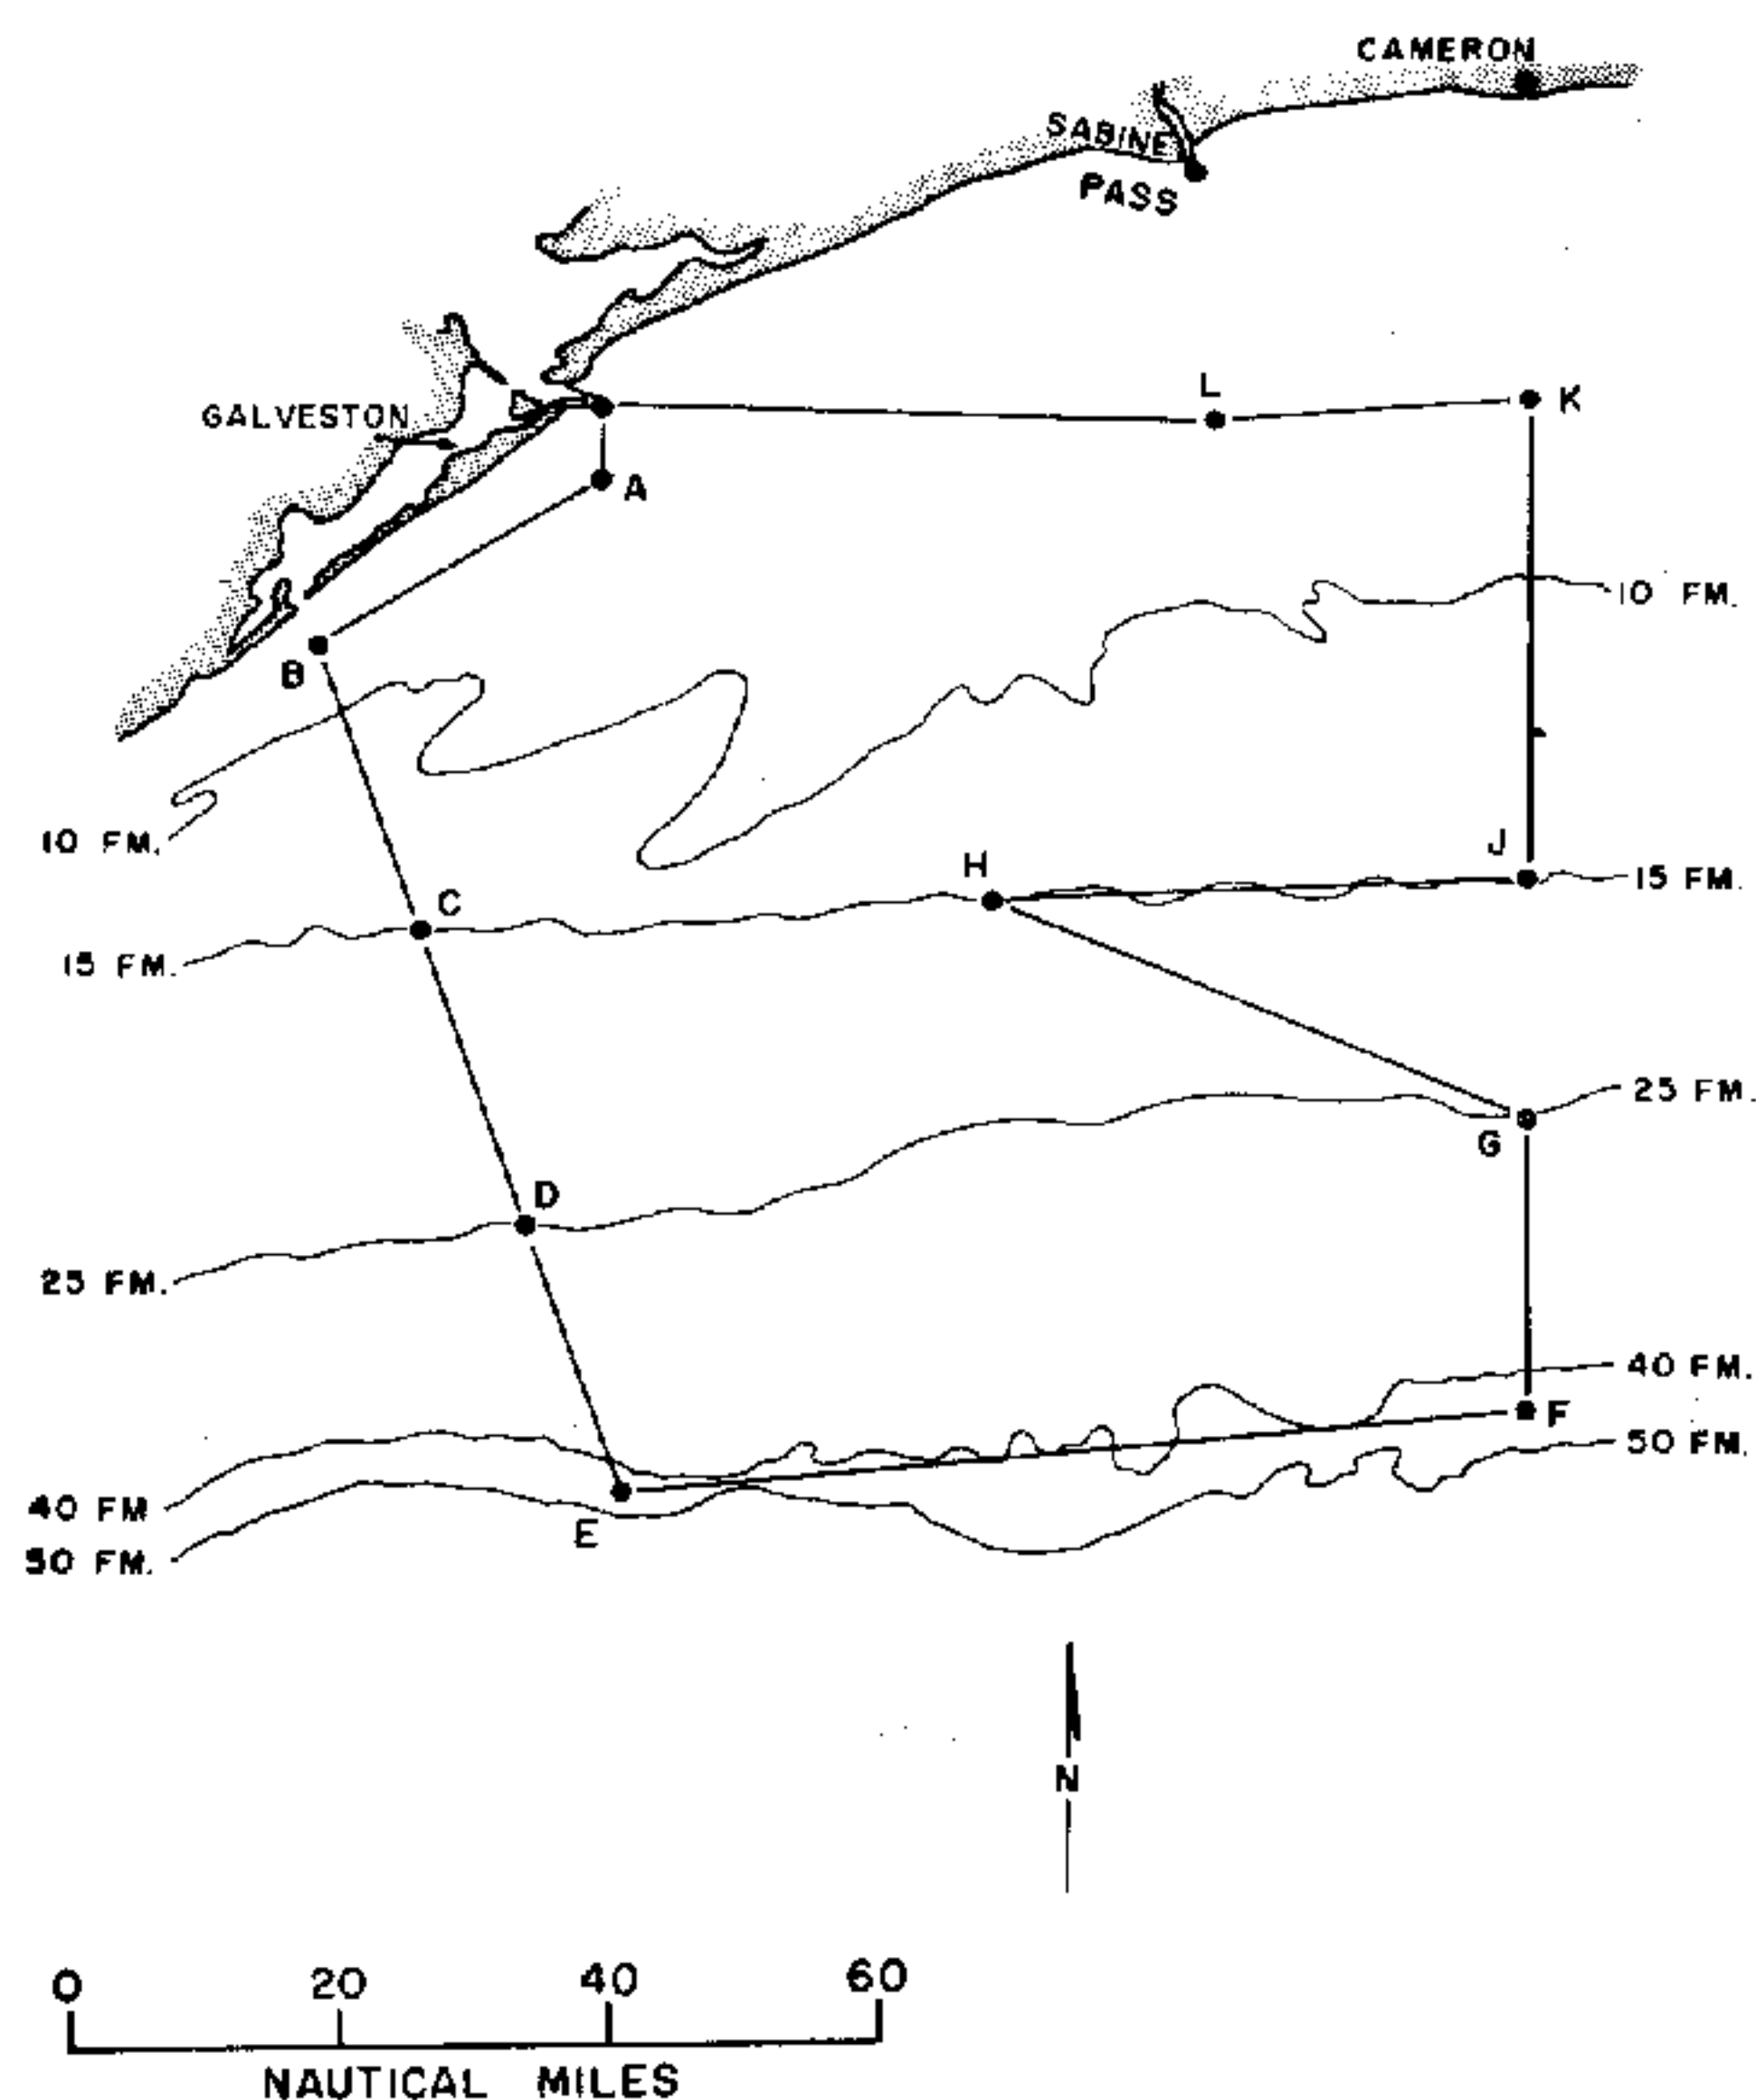 CAMERON
SABINE
PASS
GALVESTON
L
K
A
B
10 FM.
10 FM.
H
J
15 FM.
C
15 FM.
25 FM.
G
D
25 FM.
40 FM.
F
50 FM.
40 FM
E
50 FM.
N
0 20 40 60
NAUTICAL MILES